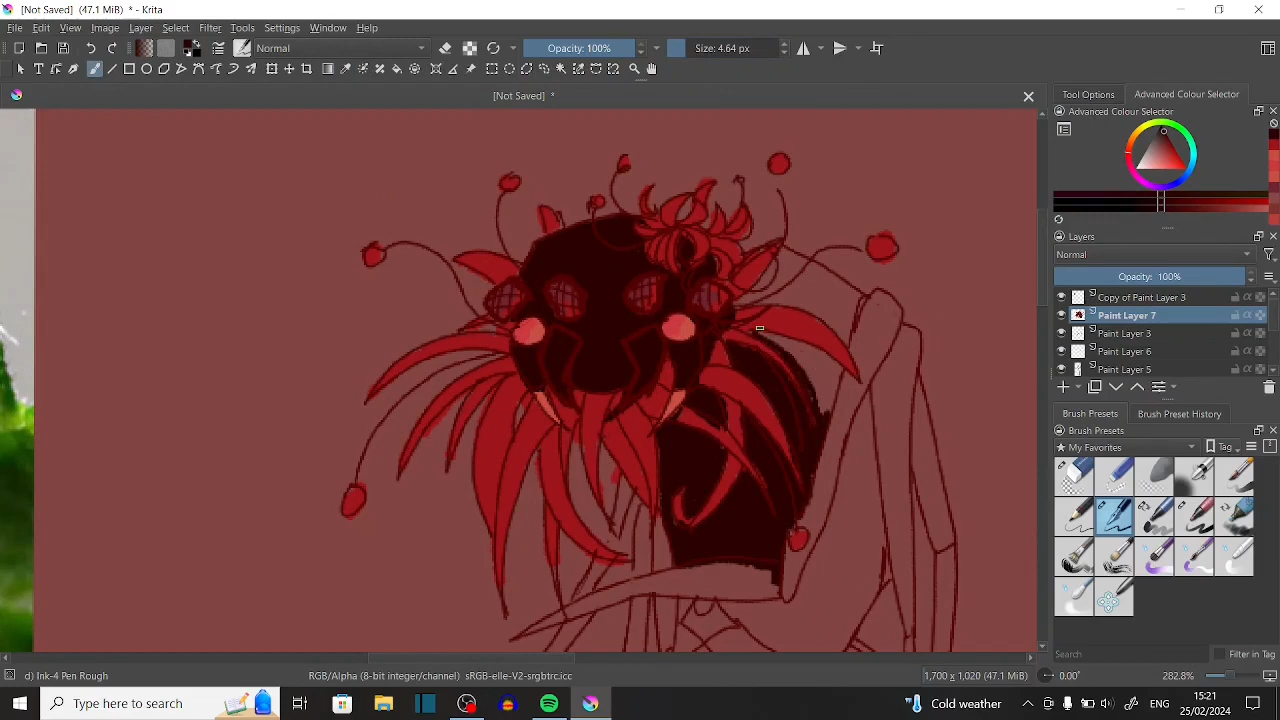 [Not Saved] (47.1 MiB) * - Krita
File Edit View Image Layer Select Filter Tools Settings Window Help
Normal Opacity: 100% Size: 4.64 px
[Not Saved] *
Tool Options Advanced Colour Selector
Advanced Colour Selector
Layers
Normal
Opacity: 100%
Copy of Paint Layer 3
Paint Layer 7
Paint Layer 3
Paint Layer 6
Paint Layer 5
Brush Presets Brush Preset History
Brush Presets
My Favorites Tag
Search Filter in Tag
d) Ink-4 Pen Rough RGB/Alpha (8-bit integer/channel) sRGB-elle-V2-srgbtrc.icc 1,700 x 1,020 (47.1 MiB) 0.00° 282.8%
Type here to search Cold weather 15:21
25/02/2024